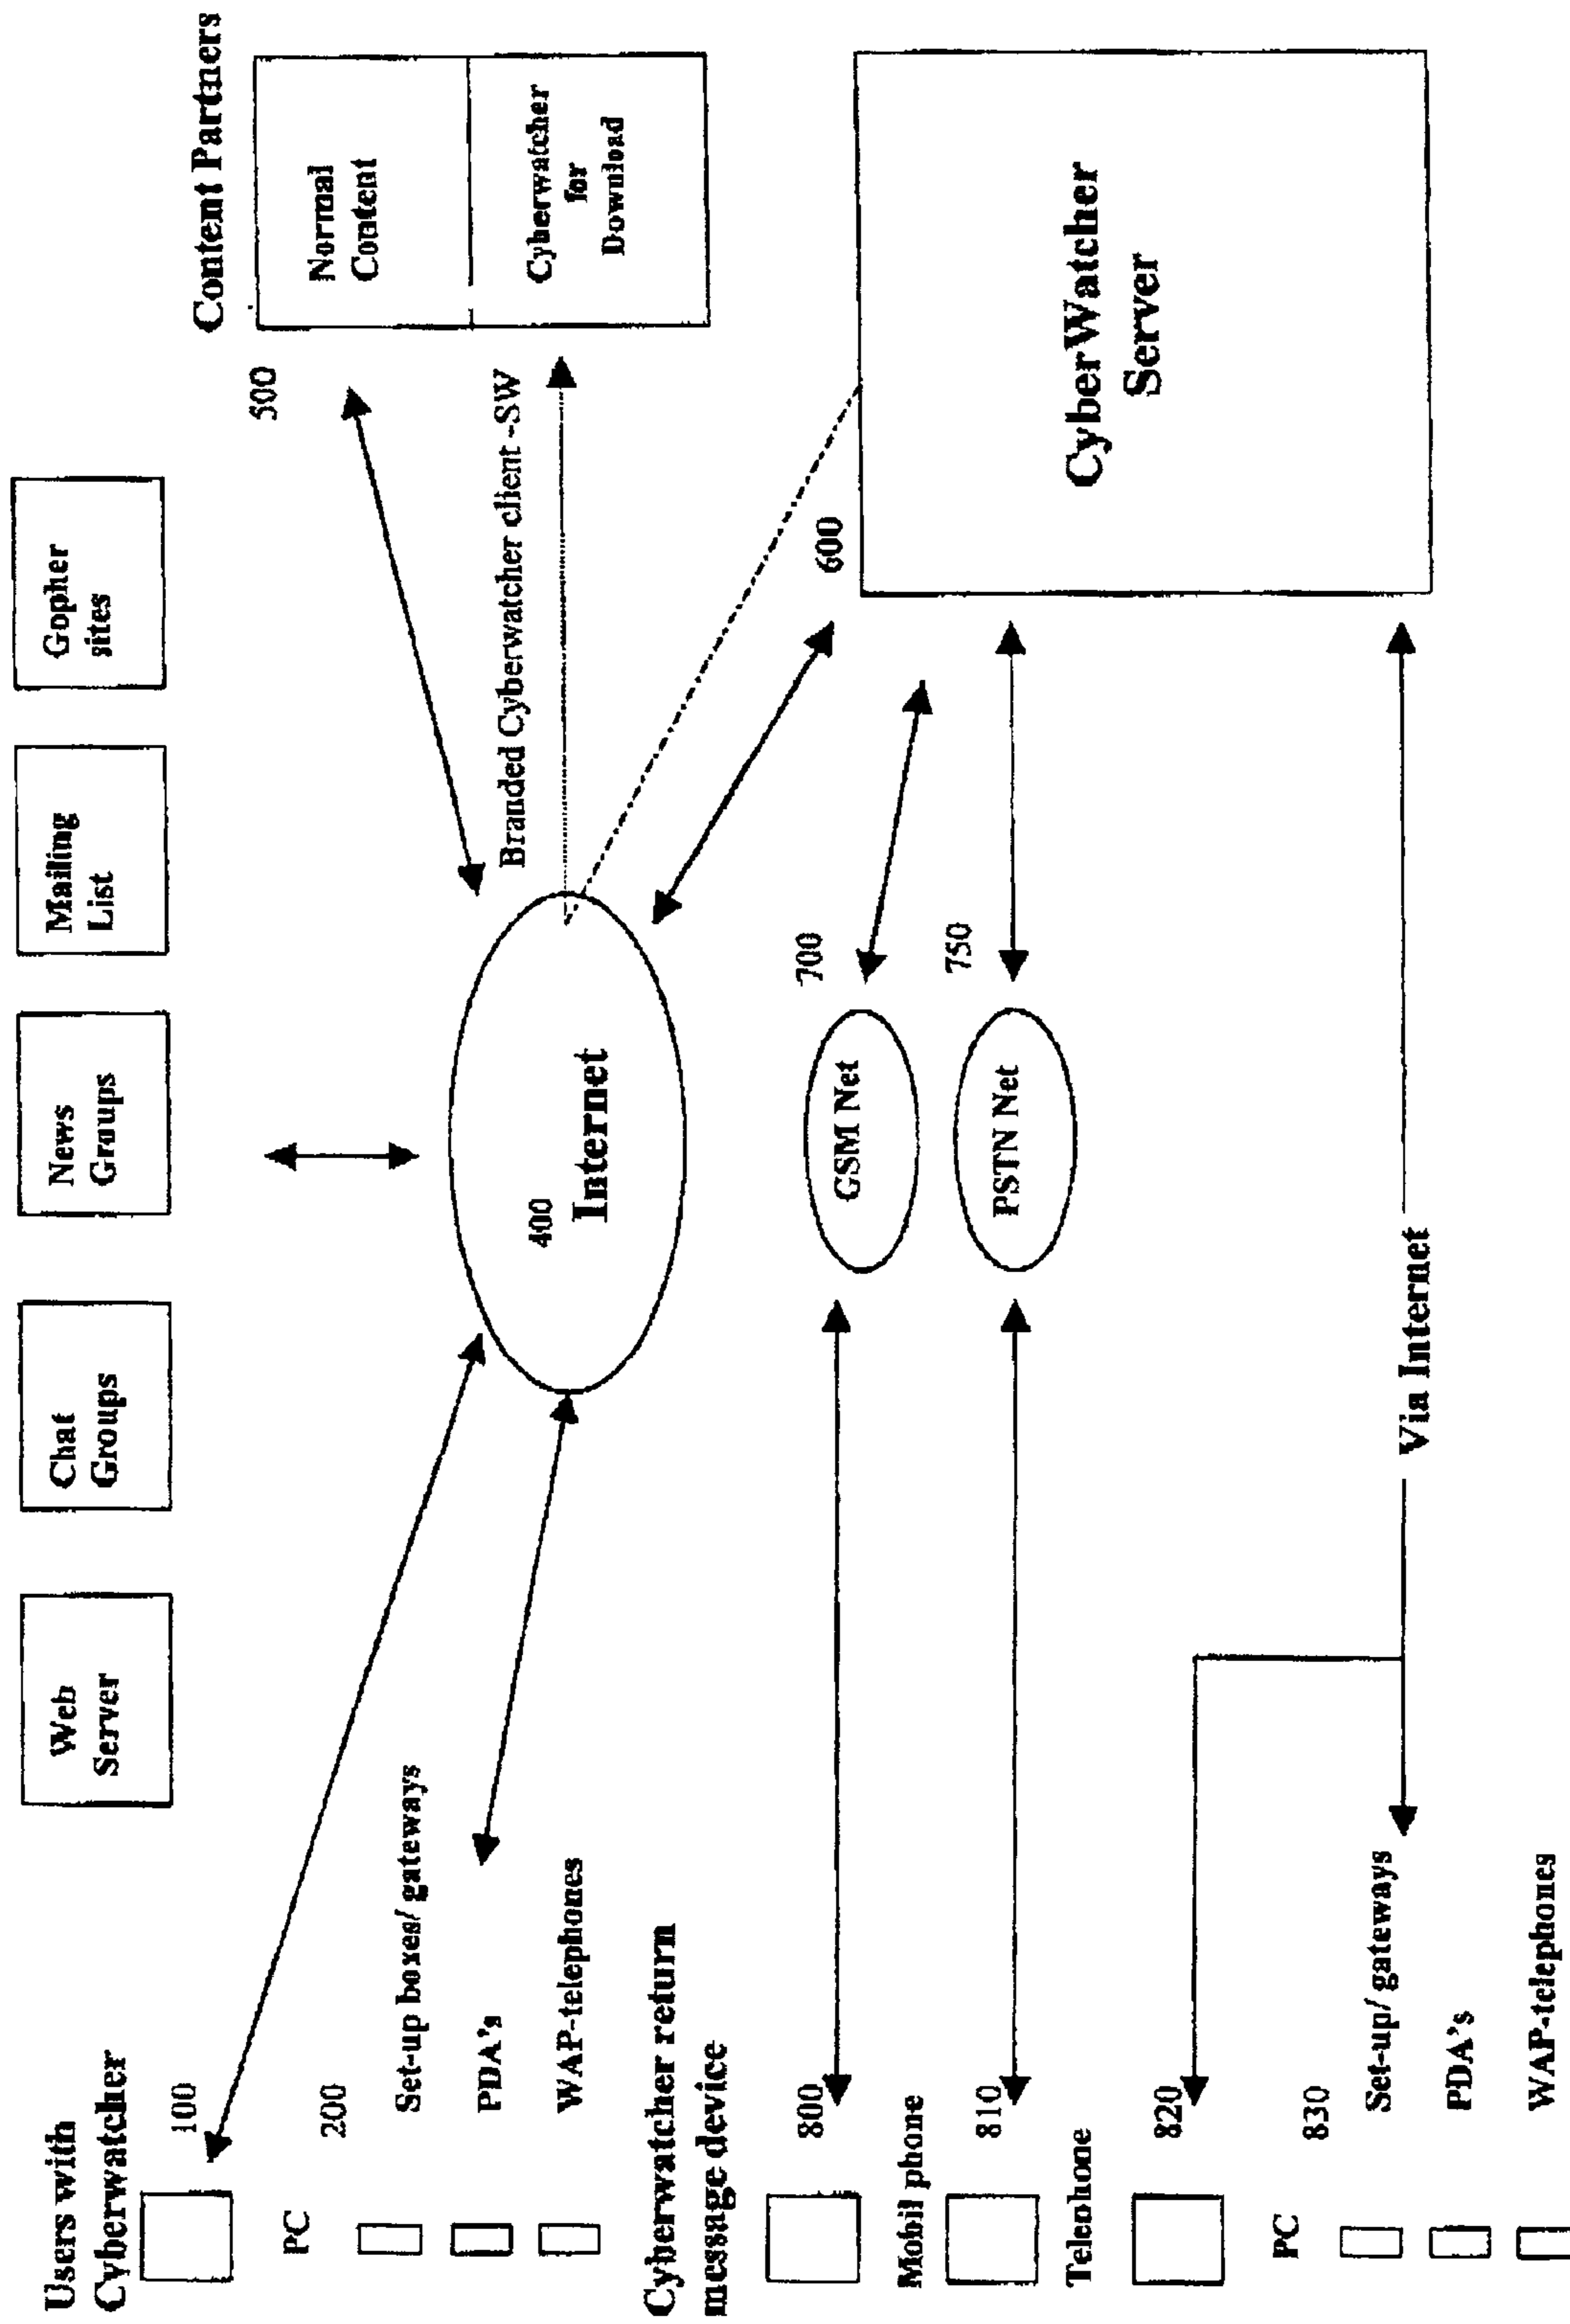 Web
Server
Chat
Groups
News
Groups
Mailing
List
Gopher
sites
Users with
Cyberwatcher
100
PC
200
Set-up boxes/ gateways
PDA's
WAP-telephones
400
Internet
Content Partners
500
Normal
Content
Cyberwatcher
for
Download
Branded Cyberwatcher client -SW
600
CyberWatcher
Server
Cyberwatcher return
message device
800
Mobil phone
700
GSM Net
810
Telephone
750
PSTN Net
820
PC
830
Set-up/ gateways
PDA's
WAP-telephones
Via Internet